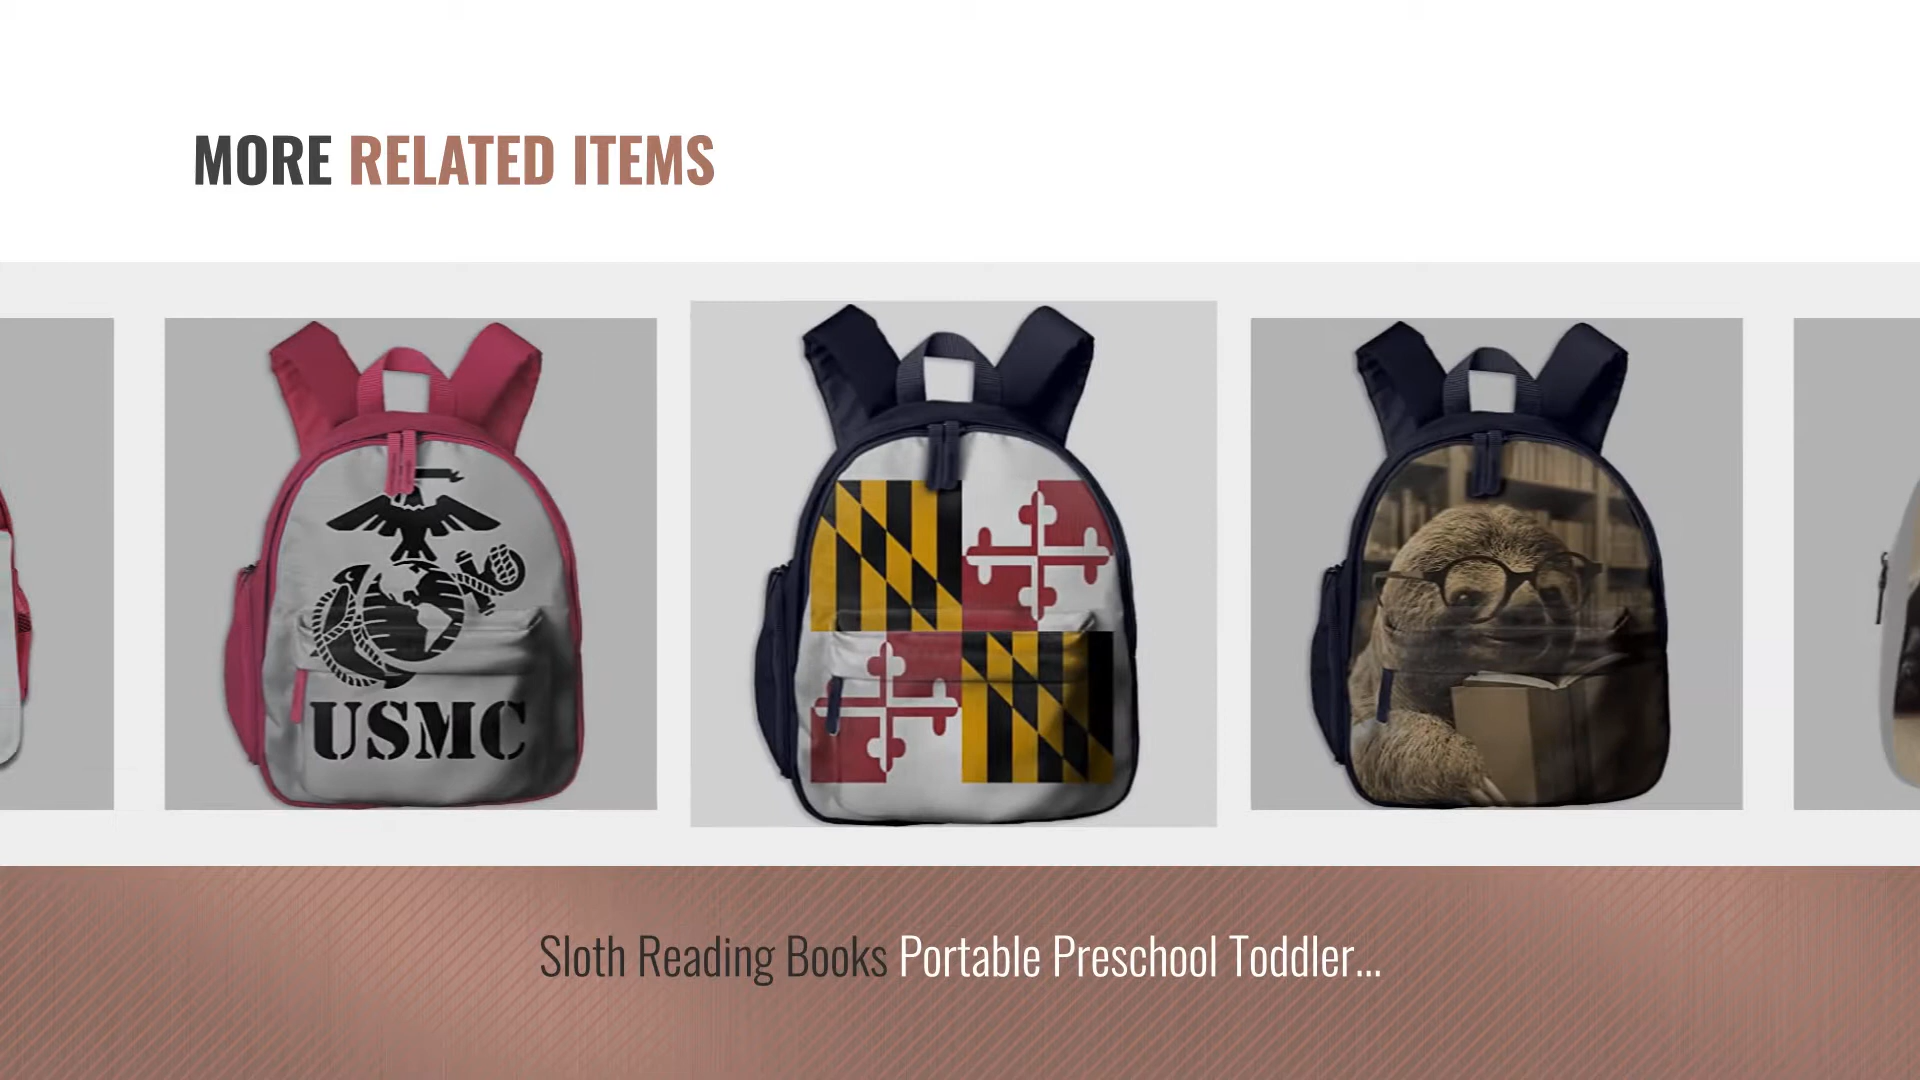 MORE RELATED ITEMS
USMC
Sloth Reading Books Portable Preschool Toddler...